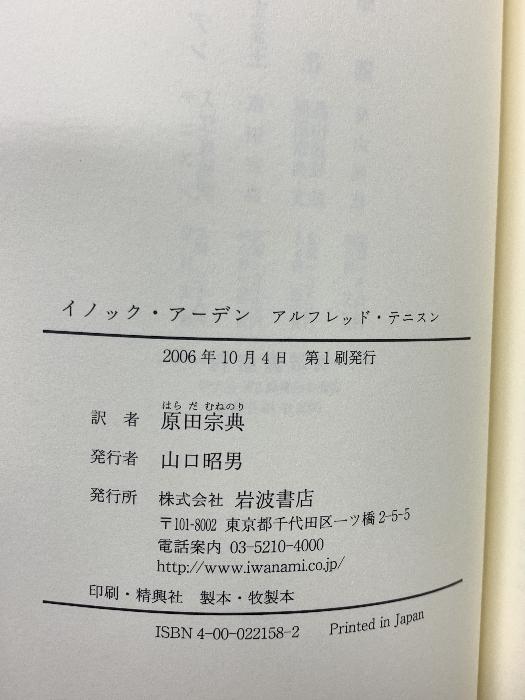 イノック・アーデン アルフレッド・テニスン
2006年10月4日 第1刷発行
はら だ むねのり
訳者 原田宗典
発行者 山口昭男
発行所 株式会社 岩波書店
〒101-8002 東京都千代田区一ツ橋2-5-5
電話案内 03-5210-4000
http://www.iwanami.co.jp/
印刷・精興社 製本・牧製本
ISBN 4-00-022158-2 Printed in Japan